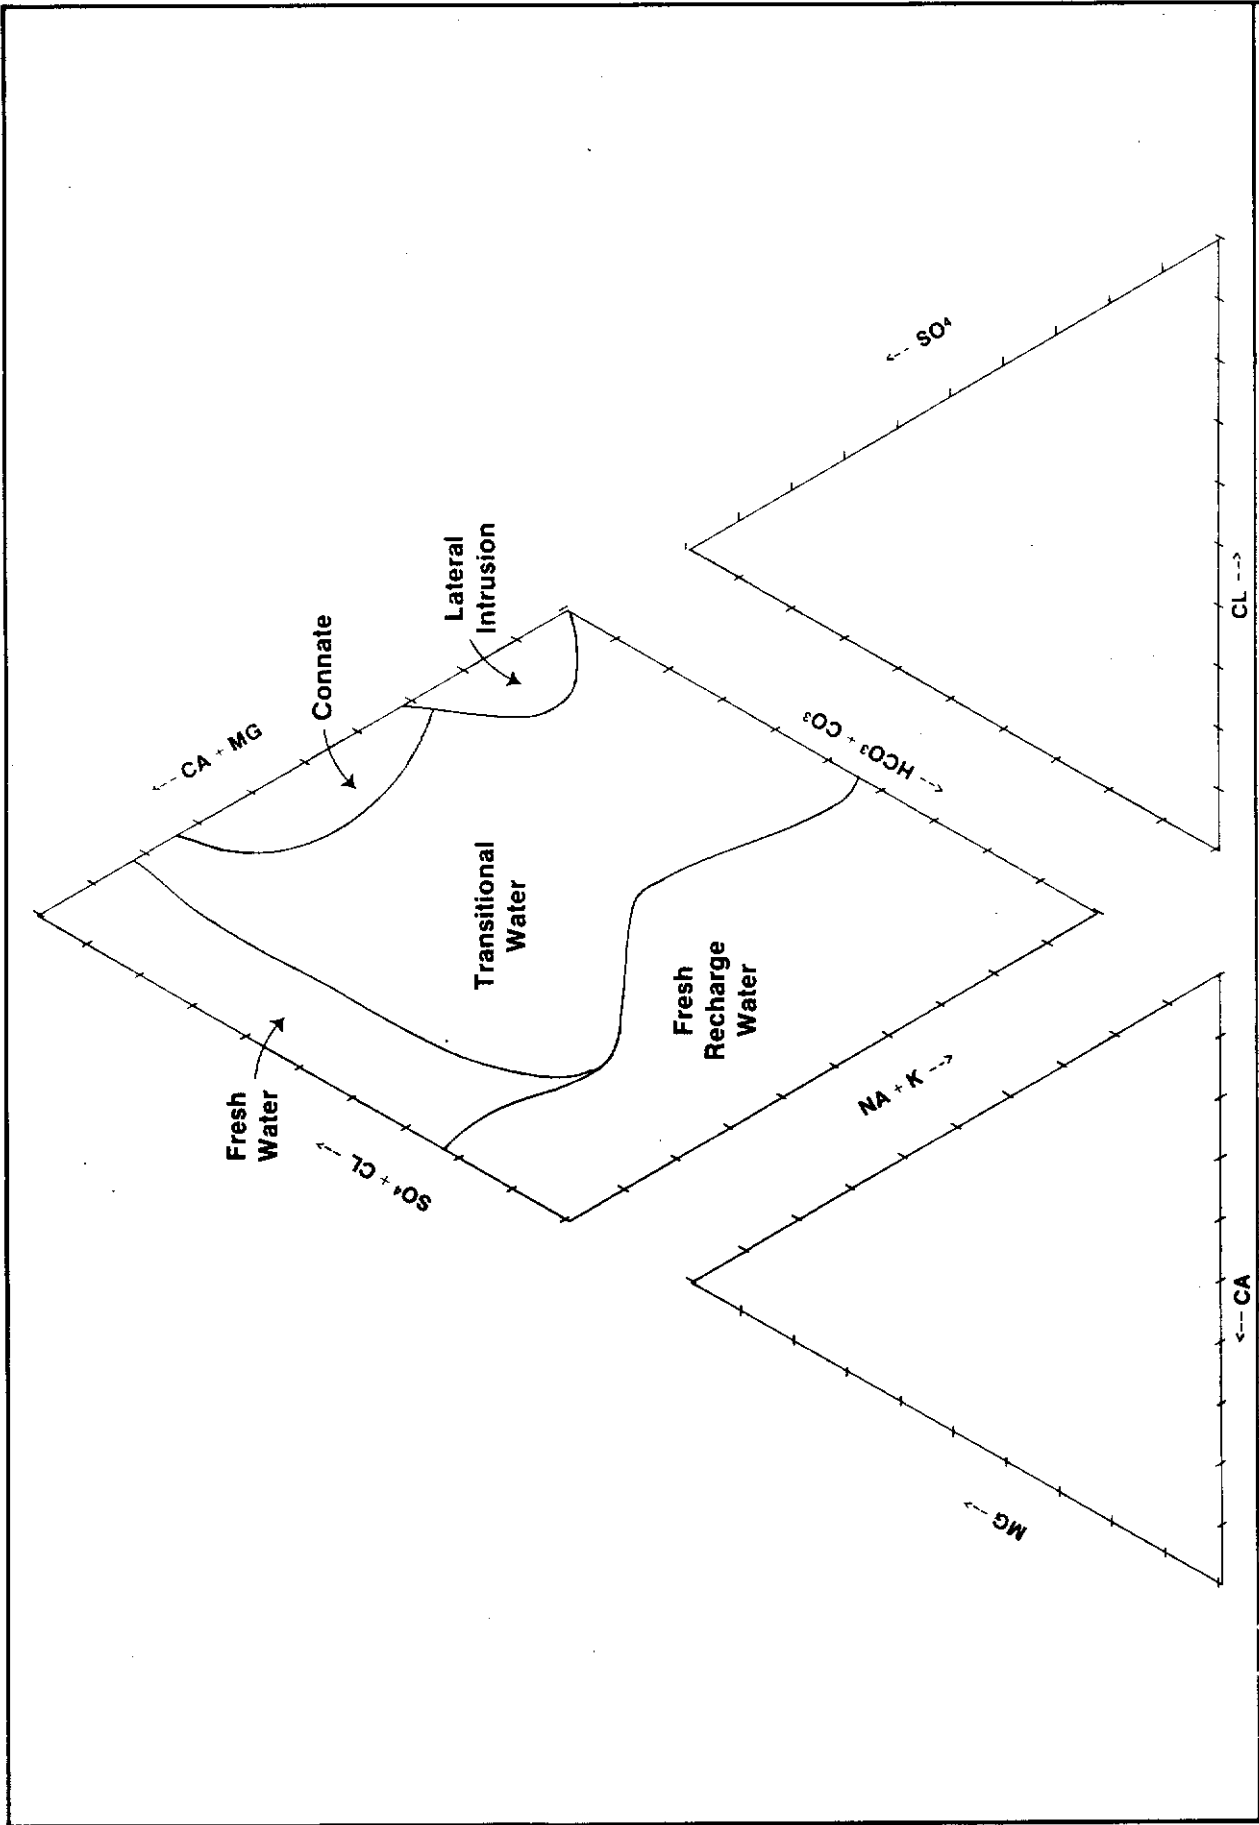 Fresh
Water
SO⁴ + CL --->
<--- CA + MG
Connate
Lateral
Intrusion
Transitional
Water
Fresh
Recharge
Water
MG --->
NA + K --->
HCO³ + CO³ --->
<--- SO⁴
<--- CA
CL --->